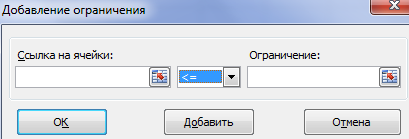 Добавление ограничения
Ссылка на ячейки: Ограничение:
<=
ОК Добавить Отмена